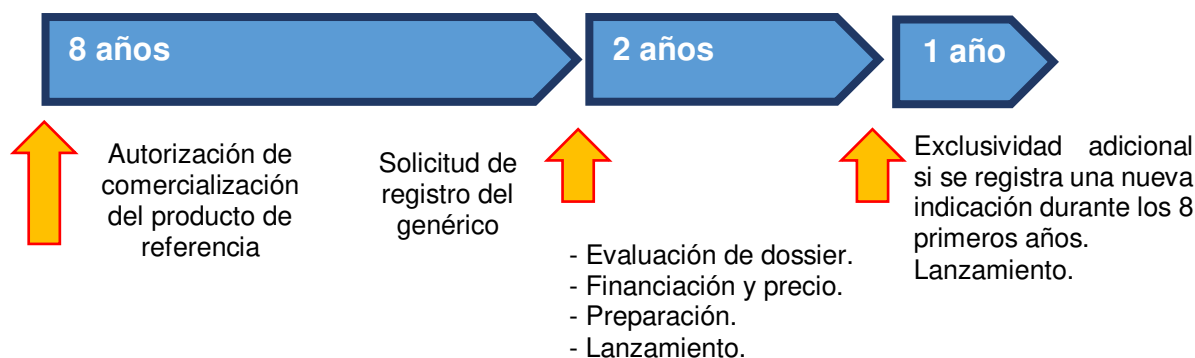 8 años
2 años
1 año
Autorización de
comercialización
del producto de
referencia
Solicitud de
registro del
genérico
- Evaluación de dossier.
- Financiación y precio.
- Preparación.
- Lanzamiento.
Exclusividad adicional
si se registra una nueva
indicación durante los 8
primeros años.
Lanzamiento.